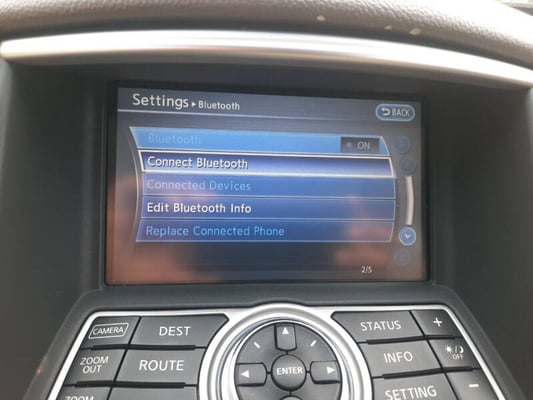 Settings ▸ Bluetooth
BACK
Bluetooth ON
Connect Bluetooth
Connected Devices
Edit Bluetooth Info
Replace Connected Phone
2/5
CAMERA DEST STATUS +
ZOOM OUT ROUTE ENTER INFO OFF
ZOOM SETTING −